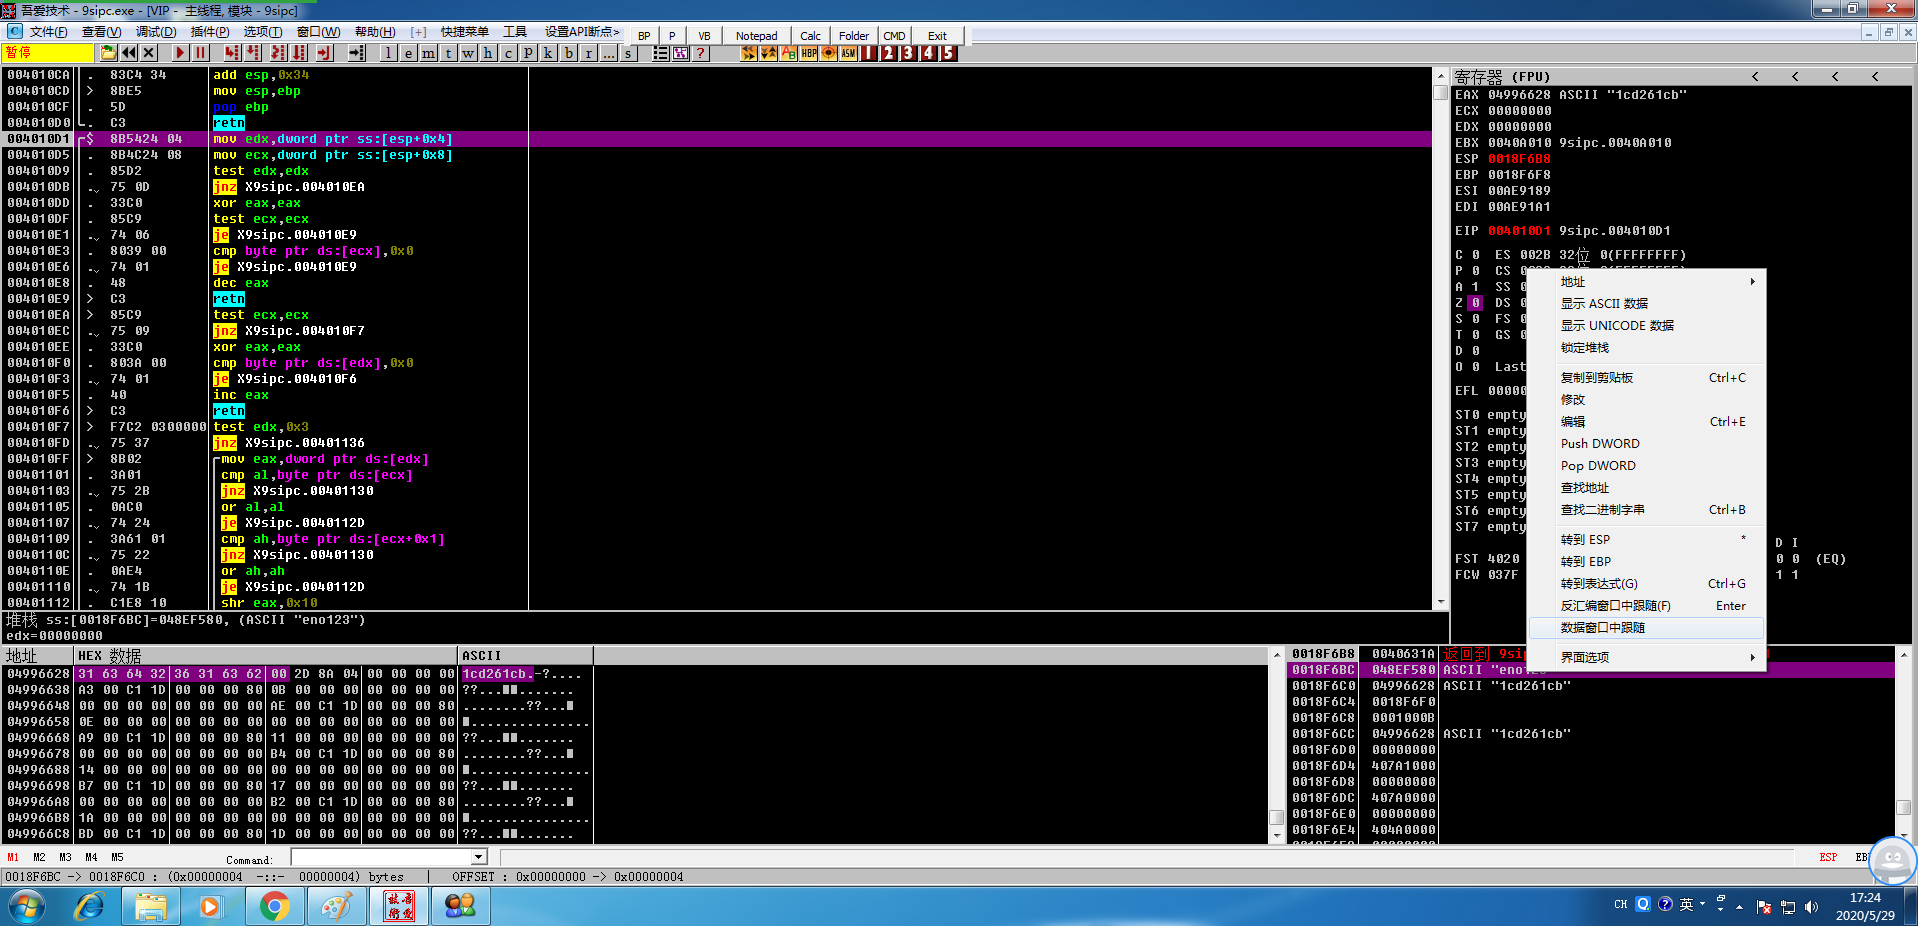 吾爱技术 - 9sipc.exe - [VIP - 主线程, 模块 - 9sipc]
文件(F) 查看(V) 调试(D) 插件(P) 选项(T) 窗口(W) 帮助(H) [+] 快捷菜单 工具 设置API断点> BP P VB Notepad Calc Folder CMD Exit
暂停 l e m t w h c p k b r ... s ? HBP ASM 1 2 3 4 5
004010CA . 83C4 34 add esp,0x34
004010CD > 8BE5 mov esp,ebp
004010CF . 5D pop ebp
004010D0 . C3 retn
004010D1 $ 8B5424 04 mov edx,dword ptr ss:[esp+0x4]
004010D5 . 8B4C24 08 mov ecx,dword ptr ss:[esp+0x8]
004010D9 . 85D2 test edx,edx
004010DB . 75 0D jnz X9sipc.004010EA
004010DD . 33C0 xor eax,eax
004010DF . 85C9 test ecx,ecx
004010E1 . 74 06 je X9sipc.004010E9
004010E3 . 8039 00 cmp byte ptr ds:[ecx],0x0
004010E6 . 74 01 je X9sipc.004010E9
004010E8 . 48 dec eax
004010E9 > C3 retn
004010EA > 85C9 test ecx,ecx
004010EC . 75 09 jnz X9sipc.004010F7
004010EE . 33C0 xor eax,eax
004010F0 . 803A 00 cmp byte ptr ds:[edx],0x0
004010F3 . 74 01 je X9sipc.004010F6
004010F5 . 40 inc eax
004010F6 > C3 retn
004010F7 > F7C2 0300000 test edx,0x3
004010FD . 75 37 jnz X9sipc.00401136
004010FF > 8B02 mov eax,dword ptr ds:[edx]
00401101 . 3A01 cmp al,byte ptr ds:[ecx]
00401103 . 75 2B jnz X9sipc.00401130
00401105 . 0AC0 or al,al
00401107 . 74 24 je X9sipc.0040112D
00401109 . 3A61 01 cmp ah,byte ptr ds:[ecx+0x1]
0040110C . 75 22 jnz X9sipc.00401130
0040110E . 0AE4 or ah,ah
00401110 . 74 1B je X9sipc.0040112D
00401112 . C1E8 10 shr eax,0x10
堆栈 ss:[0018F6BC]=048EF580, (ASCII "eno123")
edx=00000000
寄存器 (FPU) < < < <
EAX 04996628 ASCII "1cd261cb"
ECX 00000000
EDX 00000000
EBX 0040A010 9sipc.0040A010
ESP 0018F6B8
EBP 0018F6F8
ESI 00AE9189
EDI 00AE91A1
EIP 004010D1 9sipc.004010D1
C 0 ES 002B 32位 0(FFFFFFFF)
P 0 CS
A 1 SS 0
Z 0 DS 0
S 0 FS 0
T 0 GS 0
D 0
O 0 Last
EFL 00000
ST0 empty
ST1 empty
ST2 empty
ST3 empty
ST4 empty
ST5 empty
ST6 empty
ST7 empty
D I
FST 4020 0 0 (EQ)
FCW 037F 1 1
地址
显示 ASCII 数据
显示 UNICODE 数据
锁定堆栈
复制到剪贴板 Ctrl+C
修改
编辑 Ctrl+E
Push DWORD
Pop DWORD
查找地址
查找二进制字串 Ctrl+B
转到 ESP *
转到 EBP
转到表达式(G) Ctrl+G
反汇编窗口中跟随(F) Enter
数据窗口中跟随
界面选项
地址 HEX 数据 ASCII
04996628 31 63 64 32 36 31 63 62 00 2D 8A 04 00 00 00 00 1cd261cb.-?....
04996638 A3 00 C1 1D 00 00 00 80 0B 00 00 00 00 00 00 00 ??...■■.......
04996648 00 00 00 00 00 00 00 00 AE 00 C1 1D 00 00 00 80 ........??...■
04996658 0E 00 00 00 00 00 00 00 00 00 00 00 00 00 00 00 ■...............
04996668 A9 00 C1 1D 00 00 00 80 11 00 00 00 00 00 00 00 ??...■■.......
04996678 00 00 00 00 00 00 00 00 B4 00 C1 1D 00 00 00 80 ........??...■
04996688 14 00 00 00 00 00 00 00 00 00 00 00 00 00 00 00 ■...............
04996698 B7 00 C1 1D 00 00 00 80 17 00 00 00 00 00 00 00 ??...■■.......
049966A8 00 00 00 00 00 00 00 00 B2 00 C1 1D 00 00 00 80 ........??...■
049966B8 1A 00 00 00 00 00 00 00 00 00 00 00 00 00 00 00 ■...............
049966C8 BD 00 C1 1D 00 00 00 80 1D 00 00 00 00 00 00 00 ??...■■.......
0018F6B8 0040631A 返回到 9sip
0018F6BC 048EF580 ASCII "eno123"
0018F6C0 04996628 ASCII "1cd261cb"
0018F6C4 0018F6F0
0018F6C8 0001000B
0018F6CC 04996628 ASCII "1cd261cb"
0018F6D0 00000000
0018F6D4 407A1000
0018F6D8 00000000
0018F6DC 407A0000
0018F6E0 00000000
0018F6E4 404A0000
M1 M2 M3 M4 M5 Command: ESP EB
0018F6BC -> 0018F6C0 : (0x00000004 -::- 00000004) bytes | OFFSET : 0x00000000 -> 0x00000004
CH 英 17:24
2020/5/29